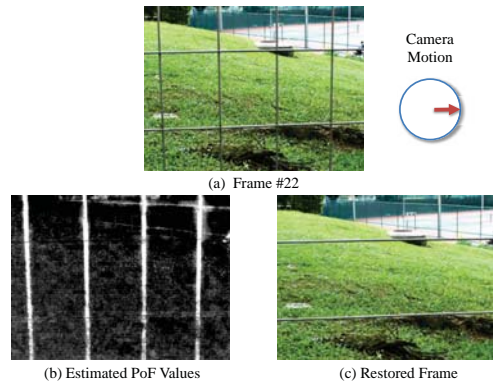 Camera
Motion
(a) Frame #22
(b) Estimated PoF Values
(c) Restored Frame